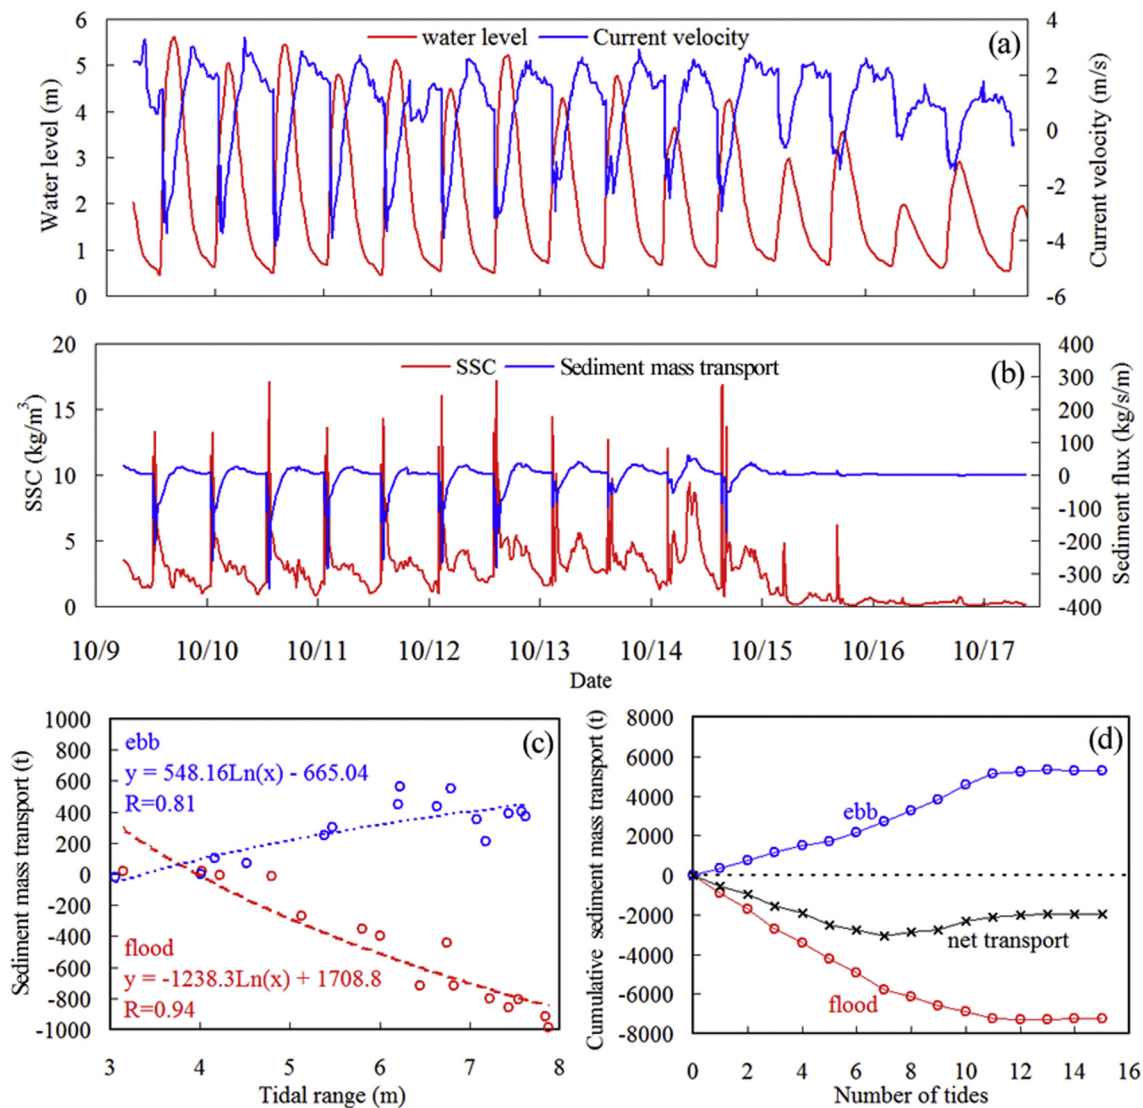 water level
Current velocity
(a)
Water level (m)
6
5
4
3
2
1
0
Current velocity (m/s)
4
2
0
-2
-4
-6
SSC
Sediment mass transport
(b)
SSC (kg/m³)
20
15
10
5
0
Sediment flux (kg/s/m)
400
300
200
100
0
-100
-200
-300
-400
10/9 10/10 10/11 10/12 10/13 10/14 10/15 10/16 10/17
Date
(c)
Sediment mass transport (t)
1000
800
600
400
200
0
-200
-400
-600
-800
-1000
ebb
y = 548.16Ln(x) - 665.04
R=0.81
flood
y = -1238.3Ln(x) + 1708.8
R=0.94
3 4 5 6 7 8
Tidal range (m)
(d)
Cumulative sediment mass transport (t)
8000
6000
4000
2000
0
-2000
-4000
-6000
-8000
ebb
net transport
flood
0 2 4 6 8 10 12 14 16
Number of tides